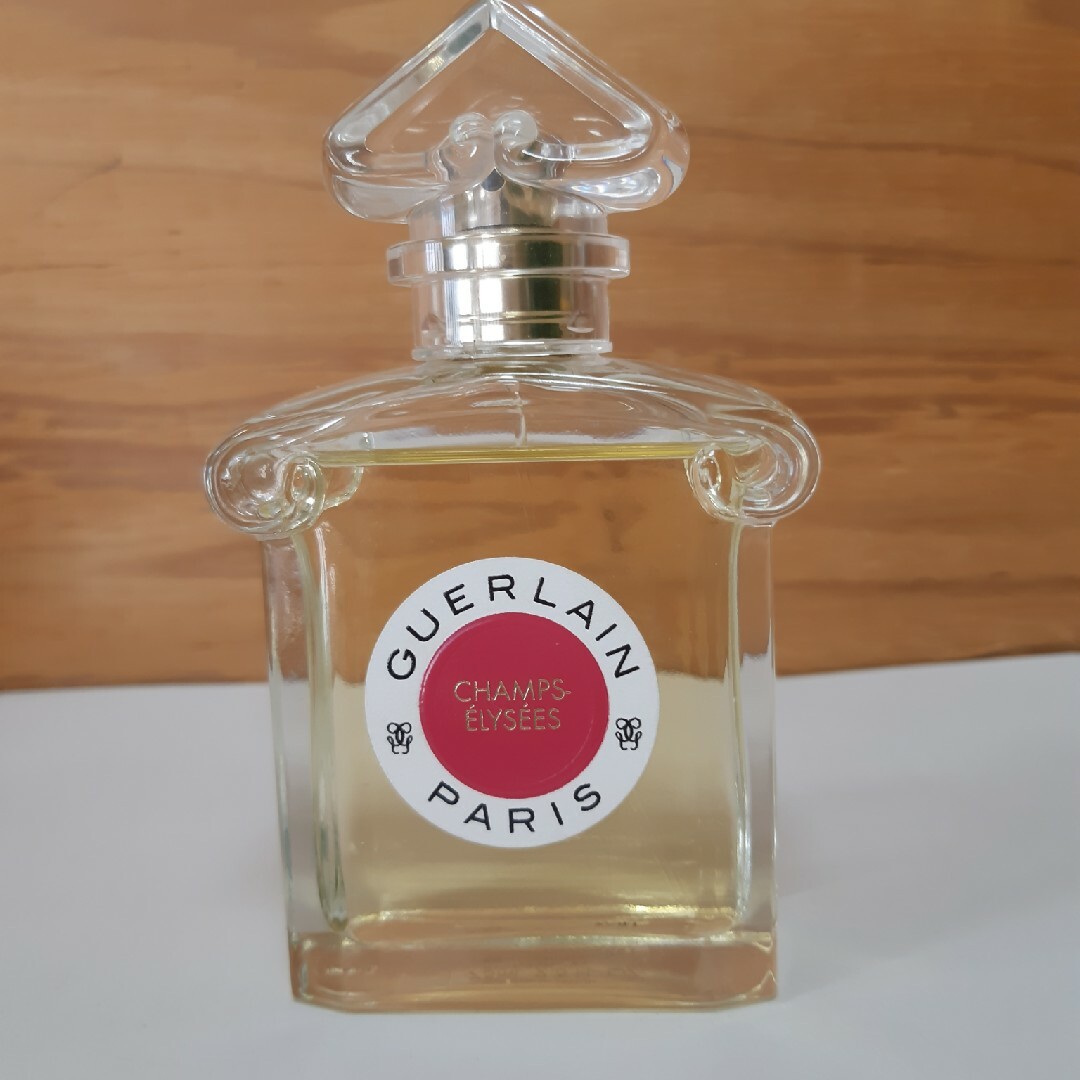 GUERLAIN
CHAMPS-
ÉLYSÉES
PARIS